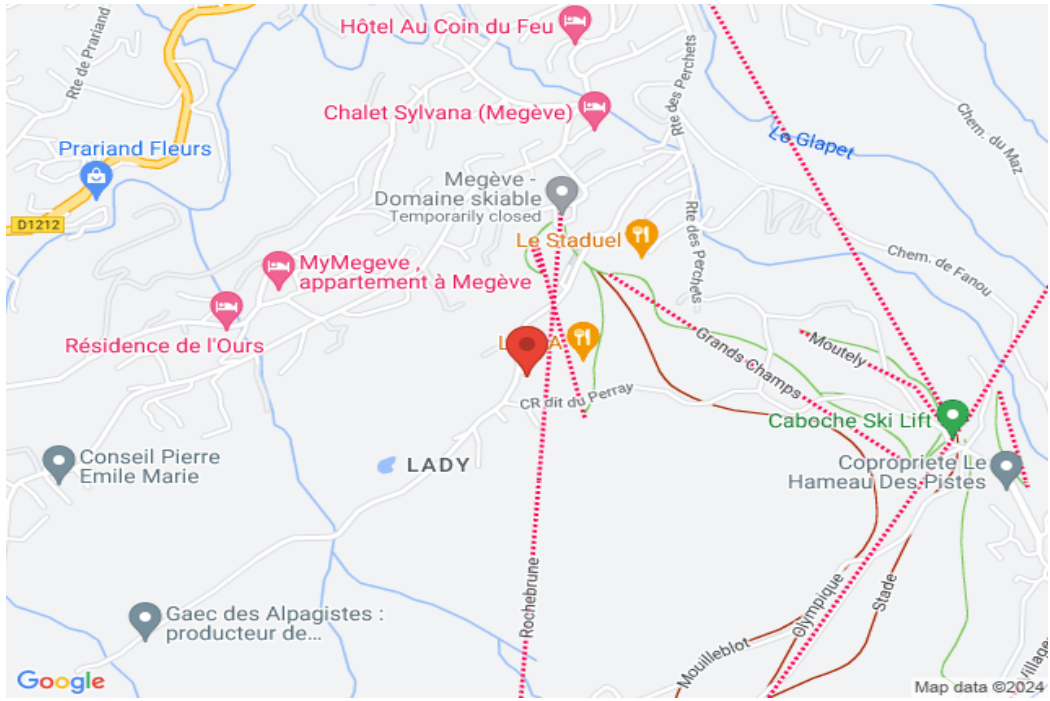 Hôtel Au Coin du Feu
Rte de Prariand
Rte des Perchets
Chalet Sylvana (Megève)
Le Glapet
Chem. du Maz
Prariand Fleurs
Megève -
Domaine skiable
Temporarily closed
D1212
Le Staduel
Rte des Perchets
Chem. de Fanou
MyMegeve ,
appartement à Megève
Résidence de l'Ours
Grands Champs
Moutely
CR dit du Perray
Caboche Ski Lift
Conseil Pierre
Emile Marie
LADY
Copropriete Le
Hameau Des Pistes
Rochebrune
Olympique
Stade
Gaec des Alpagistes :
producteur de...
Mouilleblot
Google
Map data ©2024